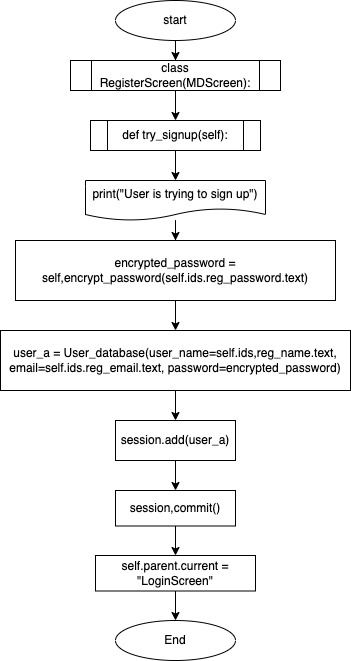 start
class
RegisterScreen(MDScreen):
def try_signup(self):
print("User is trying to sign up")
encrypted_password =
self,encrypt_password(self.ids.reg_password.text)
user_a = User_database(user_name=self.ids,reg_name.text,
email=self.ids.reg_email.text, password=encrypted_password)
session.add(user_a)
session,commit()
self.parent.current =
"LoginScreen"
End